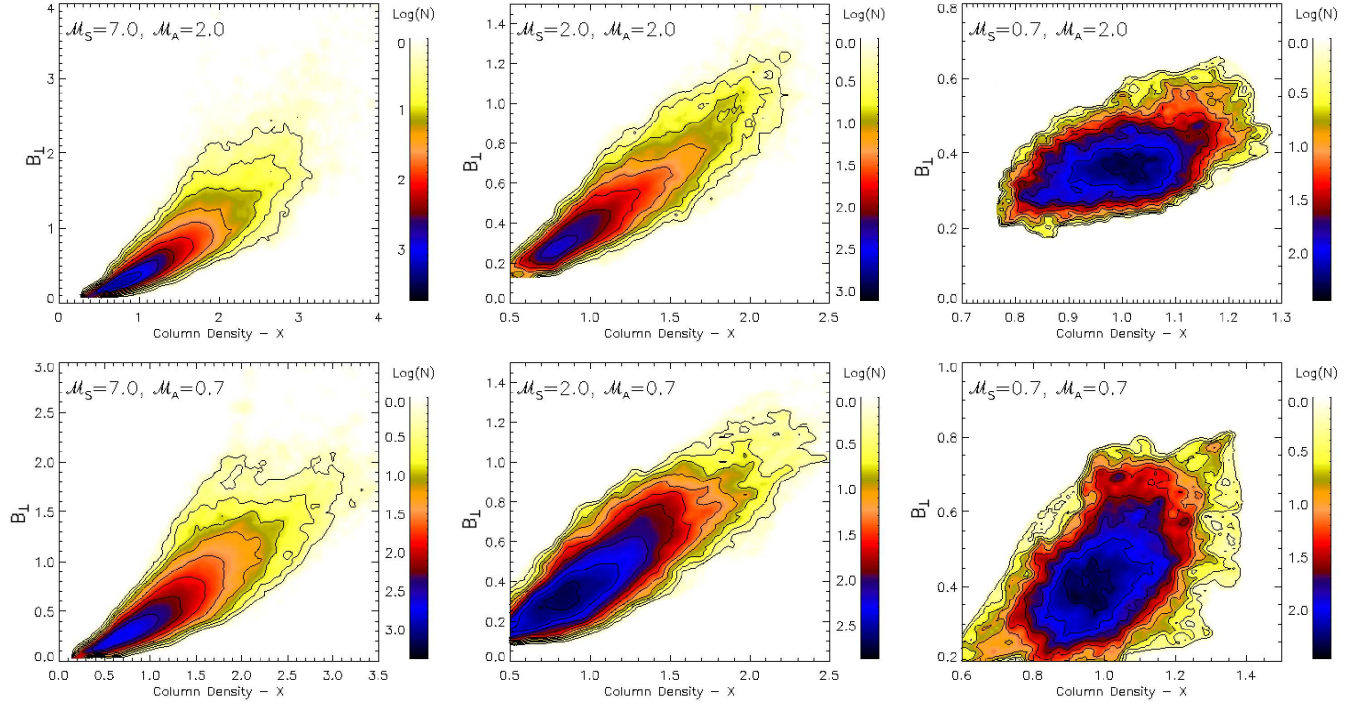 ℳS=7.0, ℳA=2.0
Log(N)
0
1
2
3
B⊥
4
3
2
1
0
0 1 2 3 4
Column Density – X
ℳS=2.0, ℳA=2.0
Log(N)
0.0
0.5
1.0
1.5
2.0
2.5
3.0
B⊥
1.4
1.2
1.0
0.8
0.6
0.4
0.2
0.0
0.5 1.0 1.5 2.0 2.5
Column Density – X
ℳS=0.7, ℳA=2.0
Log(N)
0.0
0.5
1.0
1.5
2.0
B⊥
0.8
0.6
0.4
0.2
0.0
0.7 0.8 0.9 1.0 1.1 1.2 1.3
Column Density – X
ℳS=7.0, ℳA=0.7
Log(N)
0.0
0.5
1.0
1.5
2.0
2.5
3.0
B⊥
3.0
2.5
2.0
1.5
1.0
0.5
0.0
0.0 0.5 1.0 1.5 2.0 2.5 3.0 3.5
Column Density – X
ℳS=2.0, ℳA=0.7
Log(N)
0.0
0.5
1.0
1.5
2.0
2.5
B⊥
1.4
1.2
1.0
0.8
0.6
0.4
0.2
0.0
0.5 1.0 1.5 2.0 2.5
Column Density – X
ℳS=0.7, ℳA=0.7
Log(N)
0.0
0.5
1.0
1.5
2.0
B⊥
1.0
0.8
0.6
0.4
0.2
0.6 0.8 1.0 1.2 1.4
Column Density – X